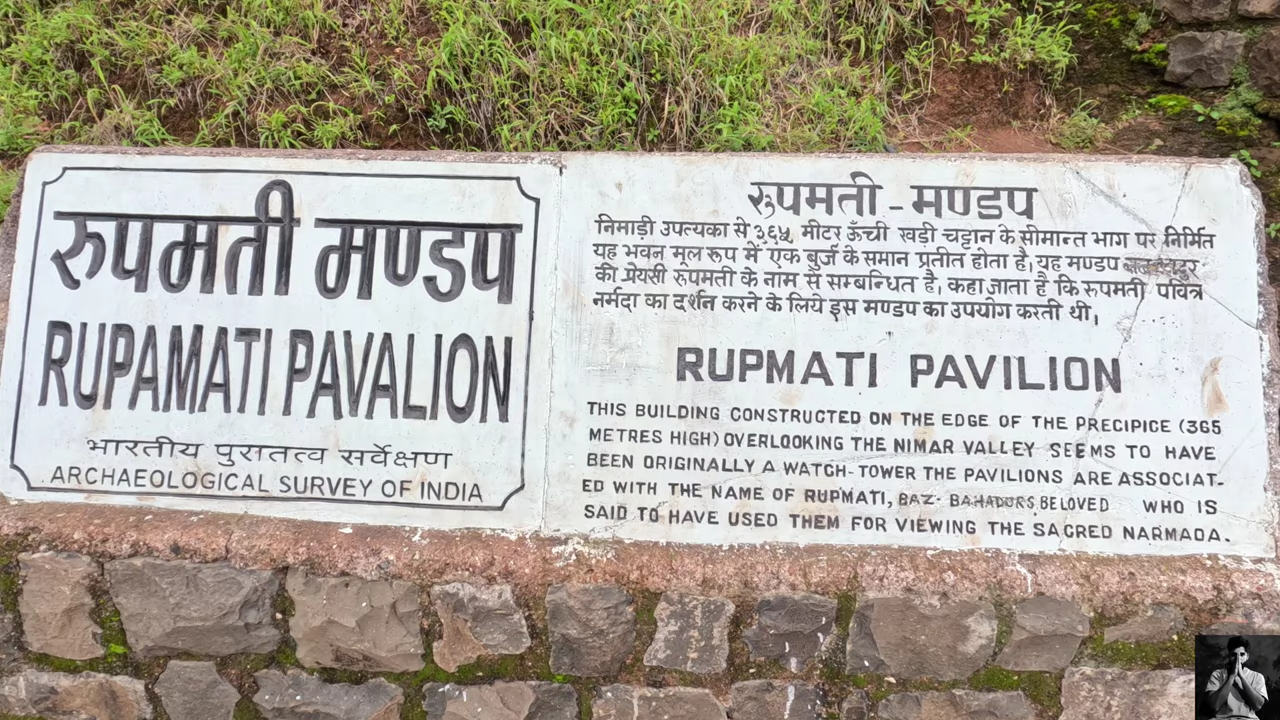 रुपमती मण्डप
RUPAMATI PAVALION
भारतीय पुरातत्व सर्वेक्षण
ARCHAEOLOGICAL SURVEY OF INDIA
रुपमती - मण्डप
निमाड़ी उपत्यका से ३६५ मीटर ऊँची खड़ी चट्टान के सीमान्त भाग पर निर्मित
यह भवन मूल रूप में एक बुर्ज के समान प्रतीत होता है, यह मण्डप
की प्रेयसी रुपमती के नाम से सम्बन्धित है, कहा जाता है कि रुपमती पवित्र
नर्मदा का दर्शन करने के लिये इस मण्डप का उपयोग करती थी,
RUPMATI PAVILION
THIS BUILDING CONSTRUCTED ON THE EDGE OF THE PRECIPICE (365
METRES HIGH) OVERLOOKING THE NIMAR VALLEY SEEMS TO HAVE
BEEN ORIGINALLY A WATCH-TOWER THE PAVILIONS ARE ASSOCIAT-
ED WITH THE NAME OF RUPMATI, BAZ- BAHADURS BELOVED WHO IS
SAID TO HAVE USED THEM FOR VIEWING THE SACRED NARMADA.